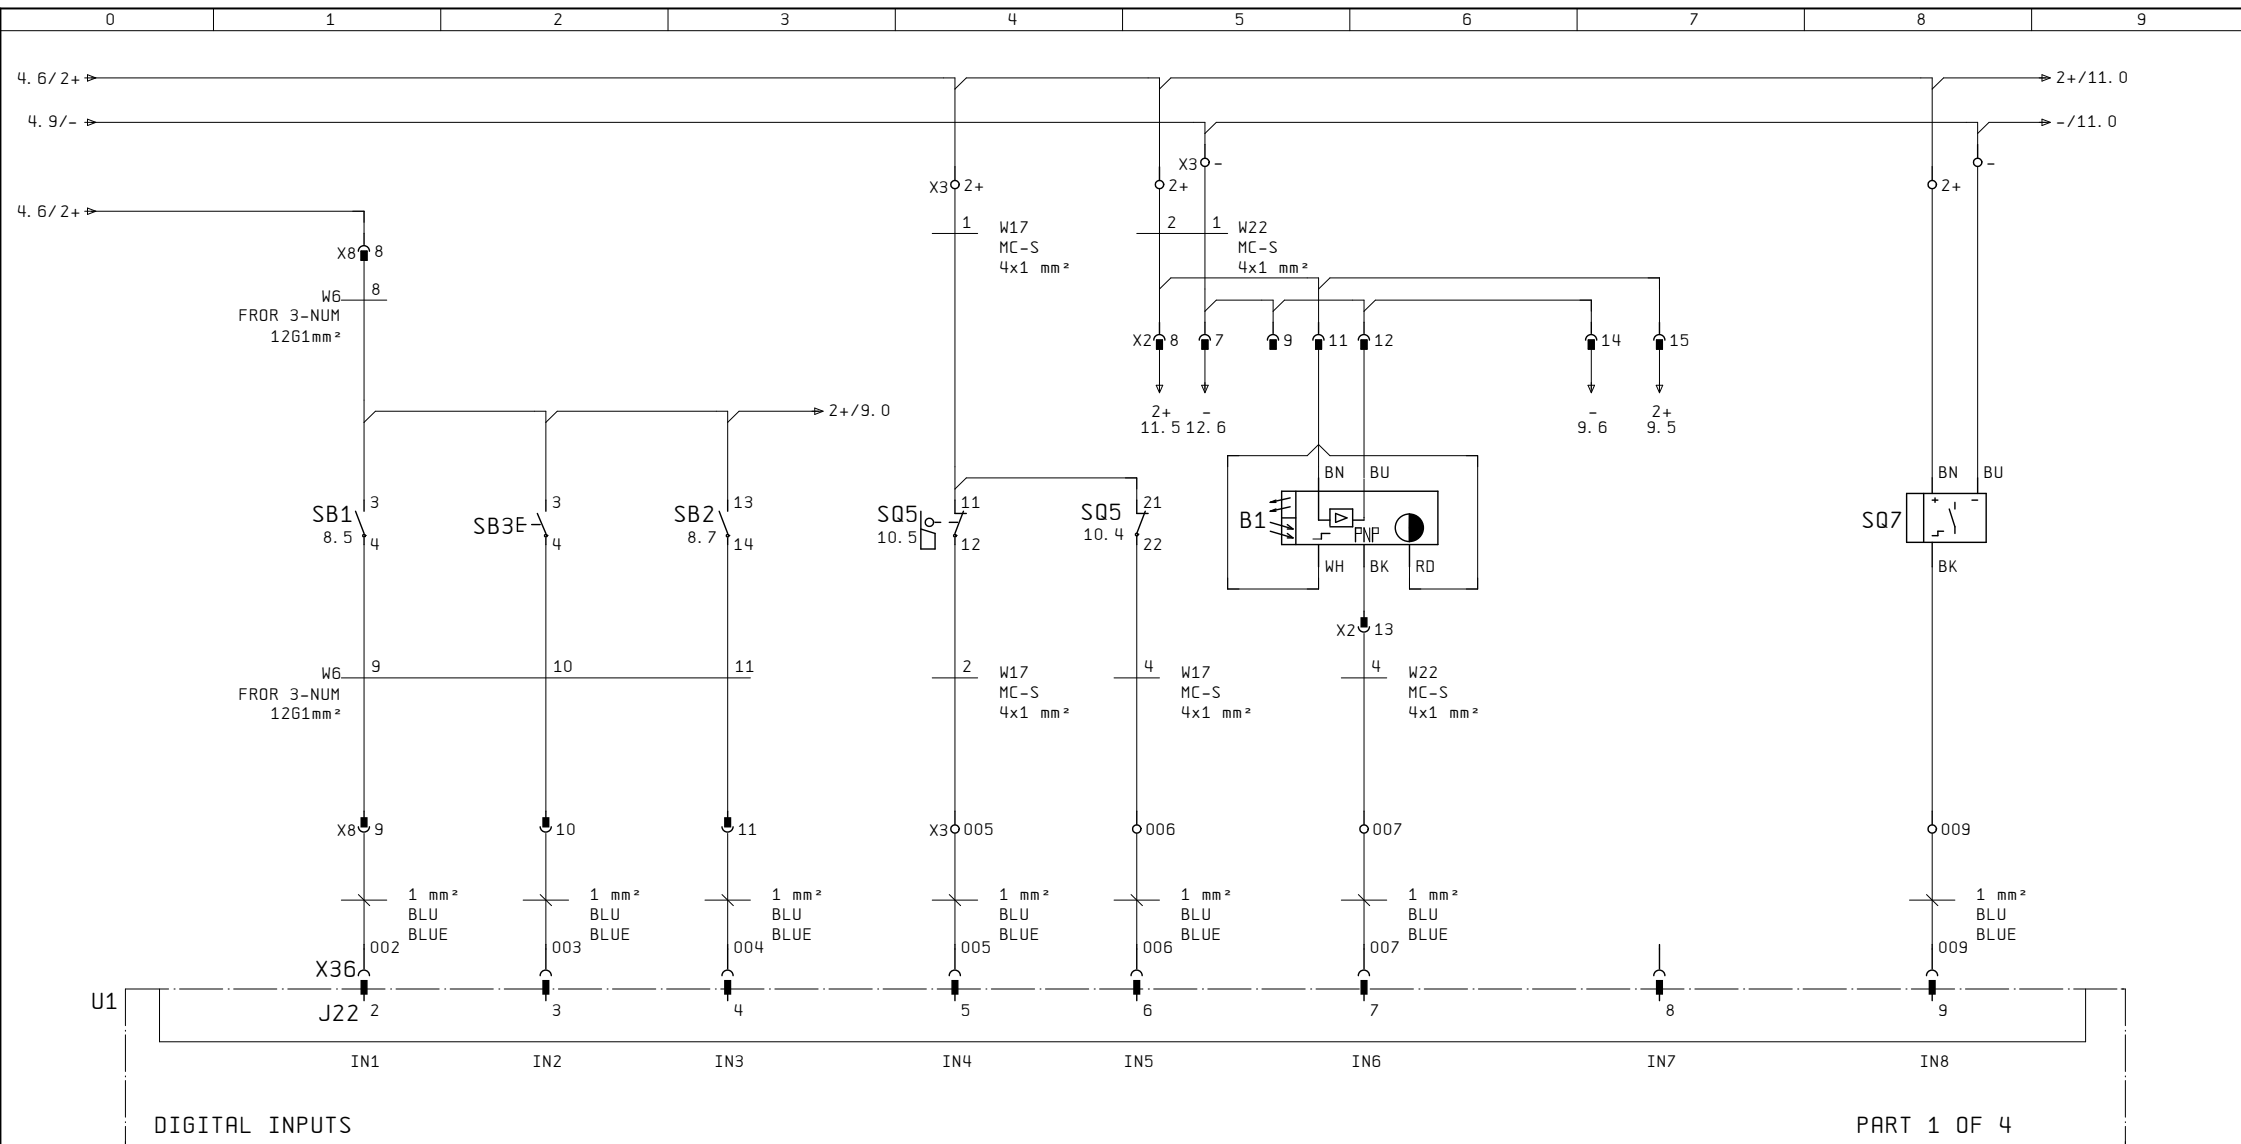 0 1 2 3 4 5 6 7 8 9
4.6/2+ 2+/11.0
4.9/- -/11.0
X3 -
-
X3 2+
2+
2+
4.6/2+
1 W17
MC-S
4x1 mm²
2 1 W22
MC-S
4x1 mm²
X8 8
W6 8
FROR 3-NUM
12G1mm²
X2 8 7 9 11 12 14 15
2+ - - 2+
11.5 12.6 9.6 9.5
2+/9.0
BN BU
BN BU
SB1 3
8.5 4
SB3 E 3
4
SB2 13
8.7 14
SQ5 11
10.5 12
SQ5 21
10.4 22
B1
PNP
SQ7
+ -
WH BK RD
BK
X2 13
W6 9 10 11
FROR 3-NUM
12G1mm²
2 W17
MC-S
4x1 mm²
4 W17
MC-S
4x1 mm²
4 W22
MC-S
4x1 mm²
X8 9 10 11 X3 005 006 007 009
1 mm² 1 mm² 1 mm² 1 mm² 1 mm² 1 mm² 1 mm²
BLU BLU BLU BLU BLU BLU BLU
BLUE BLUE BLUE BLUE BLUE BLUE BLUE
002 003 004 005 006 007 009
X36
U1
J22 2 3 4 5 6 7 8 9
IN1 IN2 IN3 IN4 IN5 IN6 IN7 IN8
DIGITAL INPUTS PART 1 OF 4